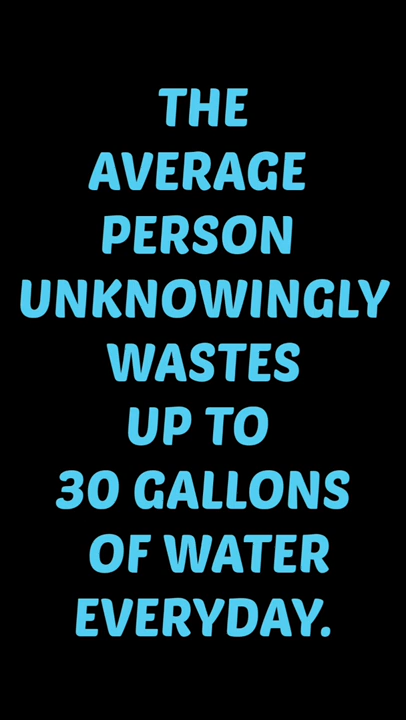 THE
AVERAGE
PERSON
UNKNOWINGLY
WASTES
UP TO
30 GALLONS
OF WATER
EVERYDAY.